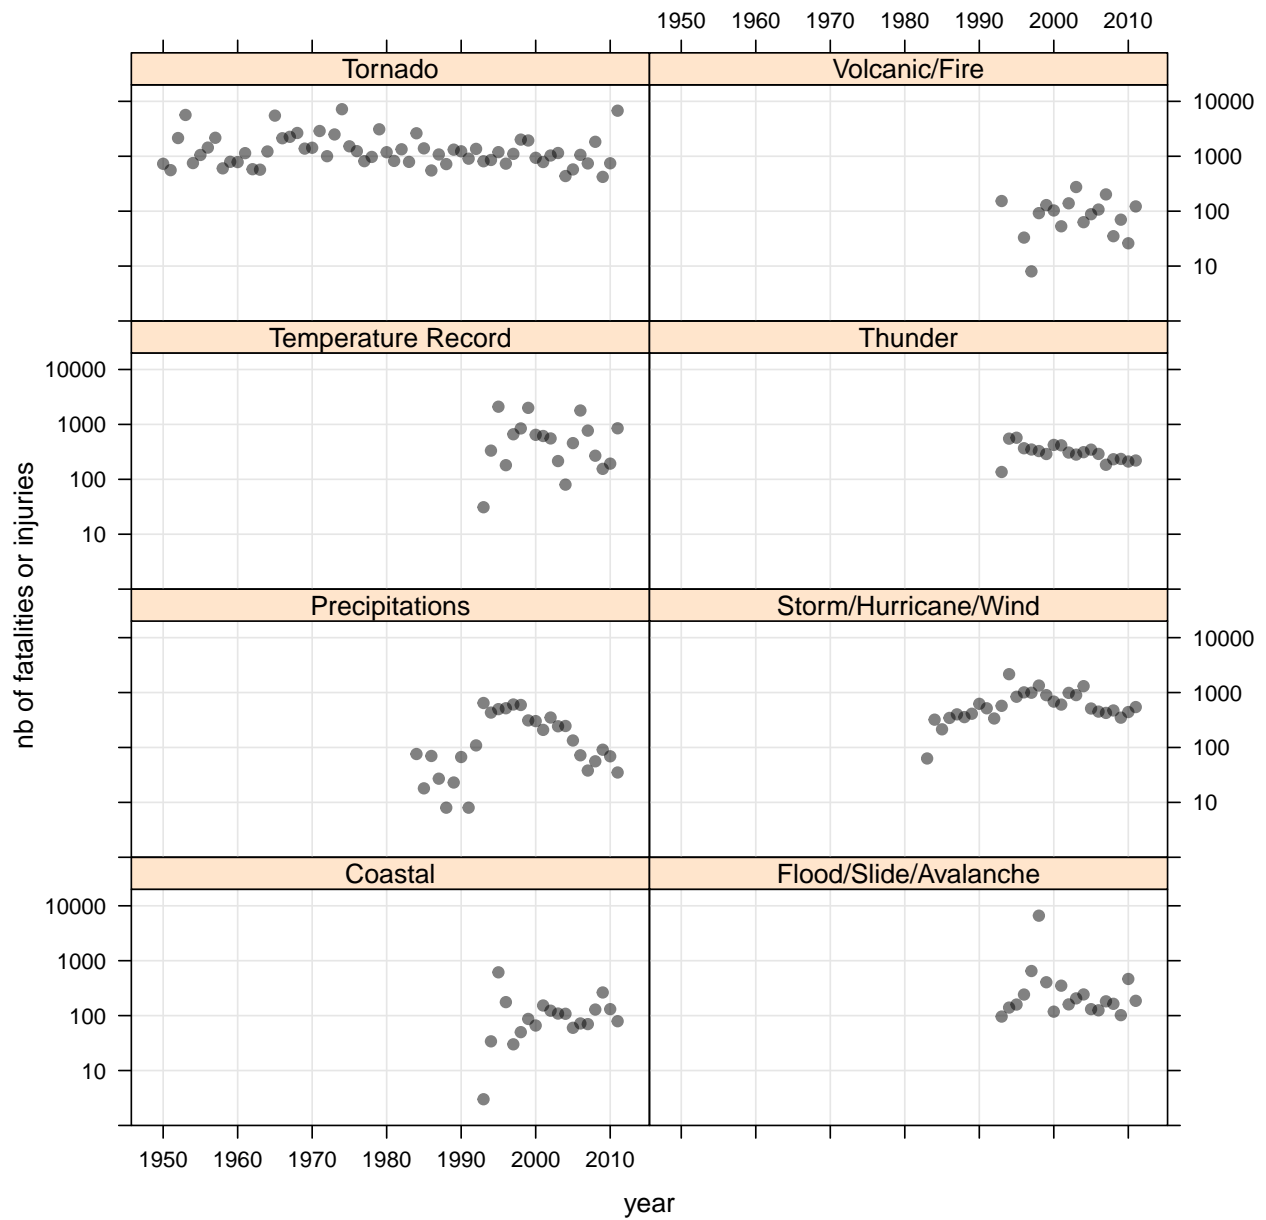 1950 1960 1970 1980 1990 2000 2010
Tornado
Volcanic/Fire
10000
1000
100
10
Temperature Record
Thunder
10000
1000
100
10
nb of fatalities or injuries
Precipitations
Storm/Hurricane/Wind
10000
1000
100
10
Coastal
Flood/Slide/Avalanche
10000
1000
100
10
1950 1960 1970 1980 1990 2000 2010
year